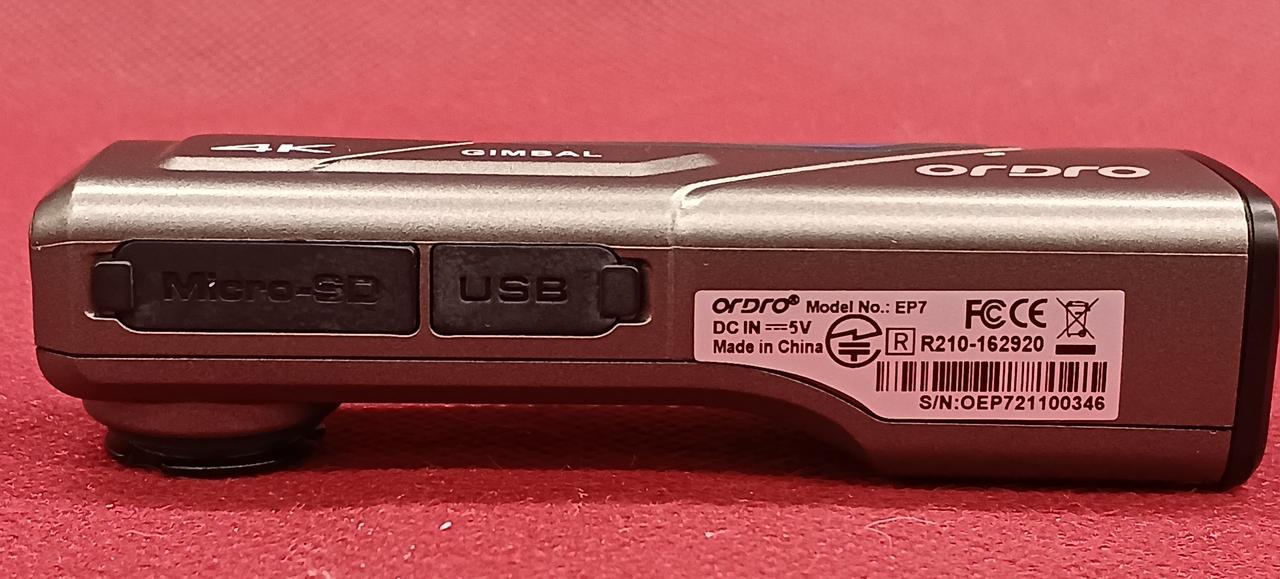 4K GIMBAL ORDRO
Micro-SD USB
ORDRO® Model No.: EP7
DC IN ⎓5V
Made in China R R210-162920
FC CE
S/N:OEP721100346